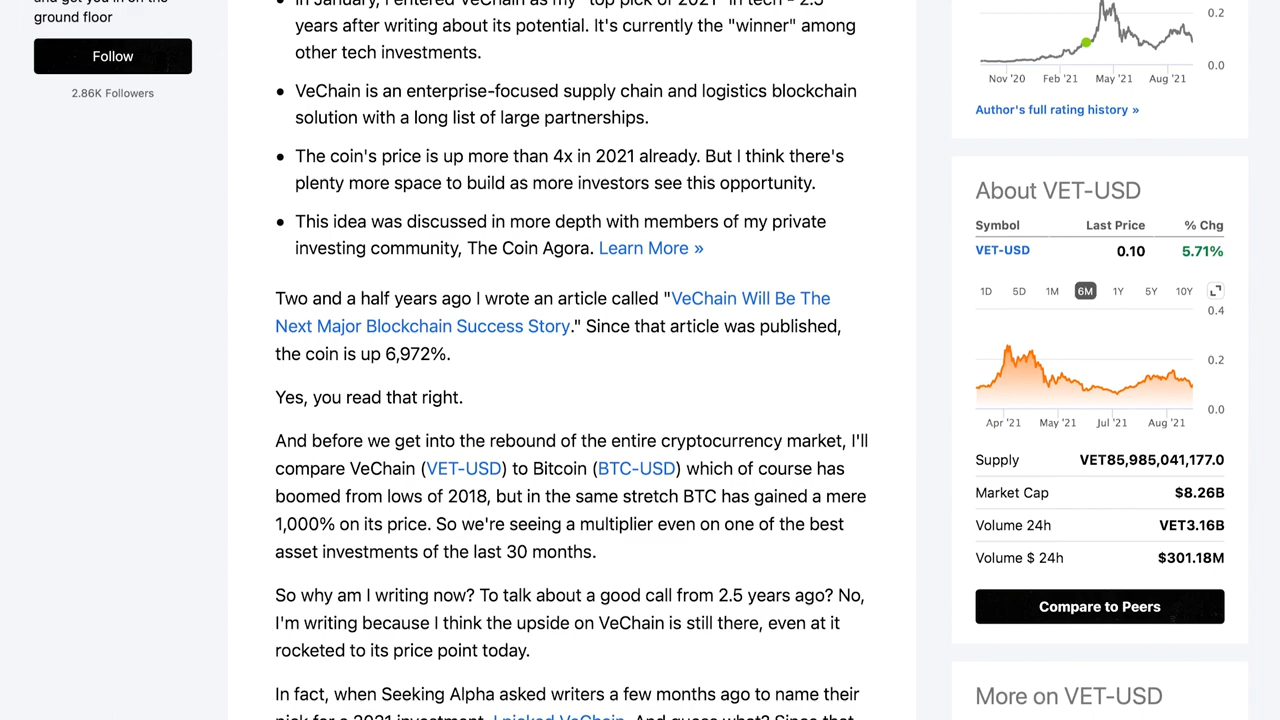 ground floor
Follow
2.86K Followers
years after writing about its potential. It's currently the "winner" among
other tech investments.
VeChain is an enterprise-focused supply chain and logistics blockchain
solution with a long list of large partnerships.
The coin's price is up more than 4x in 2021 already. But I think there's
plenty more space to build as more investors see this opportunity.
This idea was discussed in more depth with members of my private
investing community, The Coin Agora. Learn More »
Two and a half years ago I wrote an article called "VeChain Will Be The
Next Major Blockchain Success Story." Since that article was published,
the coin is up 6,972%.
Yes, you read that right.
And before we get into the rebound of the entire cryptocurrency market, I'll
compare VeChain (VET-USD) to Bitcoin (BTC-USD) which of course has
boomed from lows of 2018, but in the same stretch BTC has gained a mere
1,000% on its price. So we're seeing a multiplier even on one of the best
asset investments of the last 30 months.
So why am I writing now? To talk about a good call from 2.5 years ago? No,
I'm writing because I think the upside on VeChain is still there, even at it
rocketed to its price point today.
In fact, when Seeking Alpha asked writers a few months ago to name their
0.2
0.0
Nov '20 Feb '21 May '21 Aug '21
Author's full rating history »
About VET-USD
Symbol Last Price % Chg
VET-USD 0.10 5.71%
1D 5D 1M 6M 1Y 5Y 10Y
0.4
0.2
0.0
Apr '21 May '21 Jul '21 Aug '21
Supply VET85,985,041,177.0
Market Cap $8.26B
Volume 24h VET3.16B
Volume $ 24h $301.18M
Compare to Peers
More on VET-USD